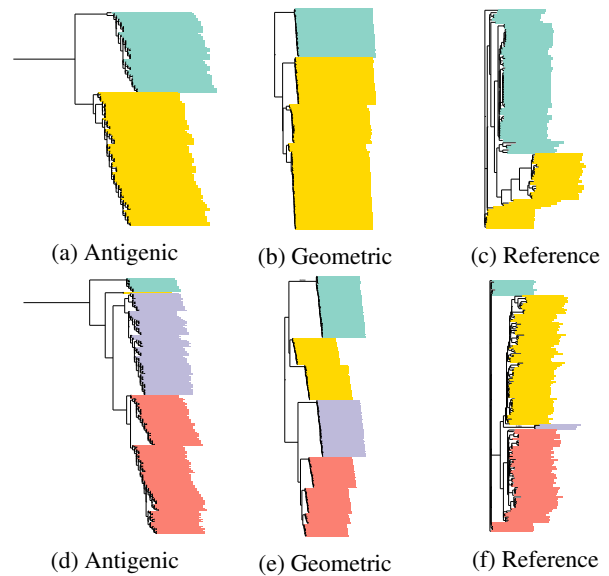 (a) Antigenic
(b) Geometric
(c) Reference
(d) Antigenic
(e) Geometric
(f) Reference